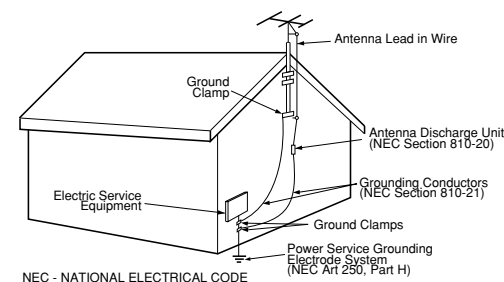 Antenna Lead in Wire
Ground
Clamp
Antenna Discharge Unit
(NEC Section 810-20)
Grounding Conductors
(NEC Section 810-21)
Electric Service
Equipment
Ground Clamps
Power Service Grounding
Electrode System
(NEC Art 250, Part H)
NEC - NATIONAL ELECTRICAL CODE